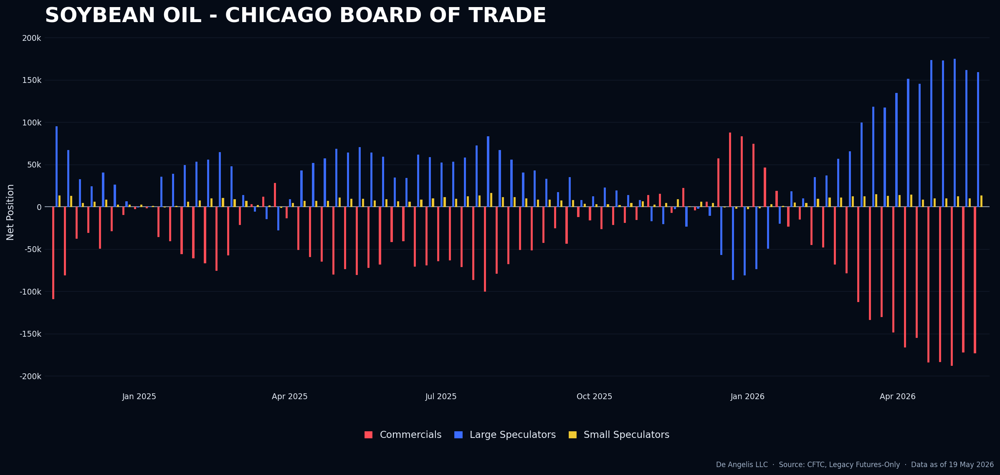 SOYBEAN OIL - CHICAGO BOARD OF TRADE
200k
150k
100k
50k
0
-50k
-100k
-150k
-200k
Net Position
Jan 2025 Apr 2025 Jul 2025 Oct 2025 Jan 2026 Apr 2026
Commercials Large Speculators Small Speculators
De Angelis LLC · Source: CFTC, Legacy Futures-Only · Data as of 19 May 2026